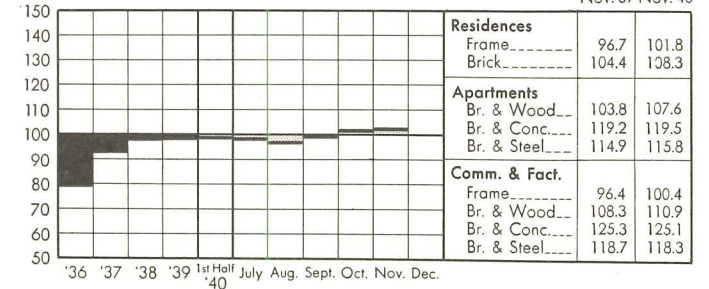 Nov. '39 Nov. '40
150
140
130
120
110
100
90
80
70
60
50
'36 '37 '38 '39 1st Half '40 July Aug. Sept. Oct. Nov. Dec.
Residences
Frame 96.7 101.8
Brick 104.4 108.3
Apartments
Br. & Wood 103.8 107.6
Br. & Conc. 119.2 119.5
Br. & Steel 114.9 115.8
Comm. & Fact.
Frame 96.4 100.4
Br. & Wood 108.3 110.9
Br. & Conc. 125.3 125.1
Br. & Steel 118.7 118.3